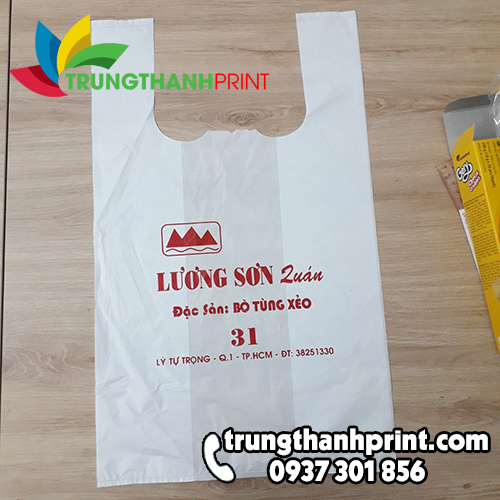 TRUNGTHANHPRINT
LƯƠNG SƠN Quán
Đặc Sản: BÒ TÙNG XẺO
31
LÝ TỰ TRỌNG - Q.1 - TP.HCM - ĐT: 38251330
trungthanhprint.com
0937 301 856